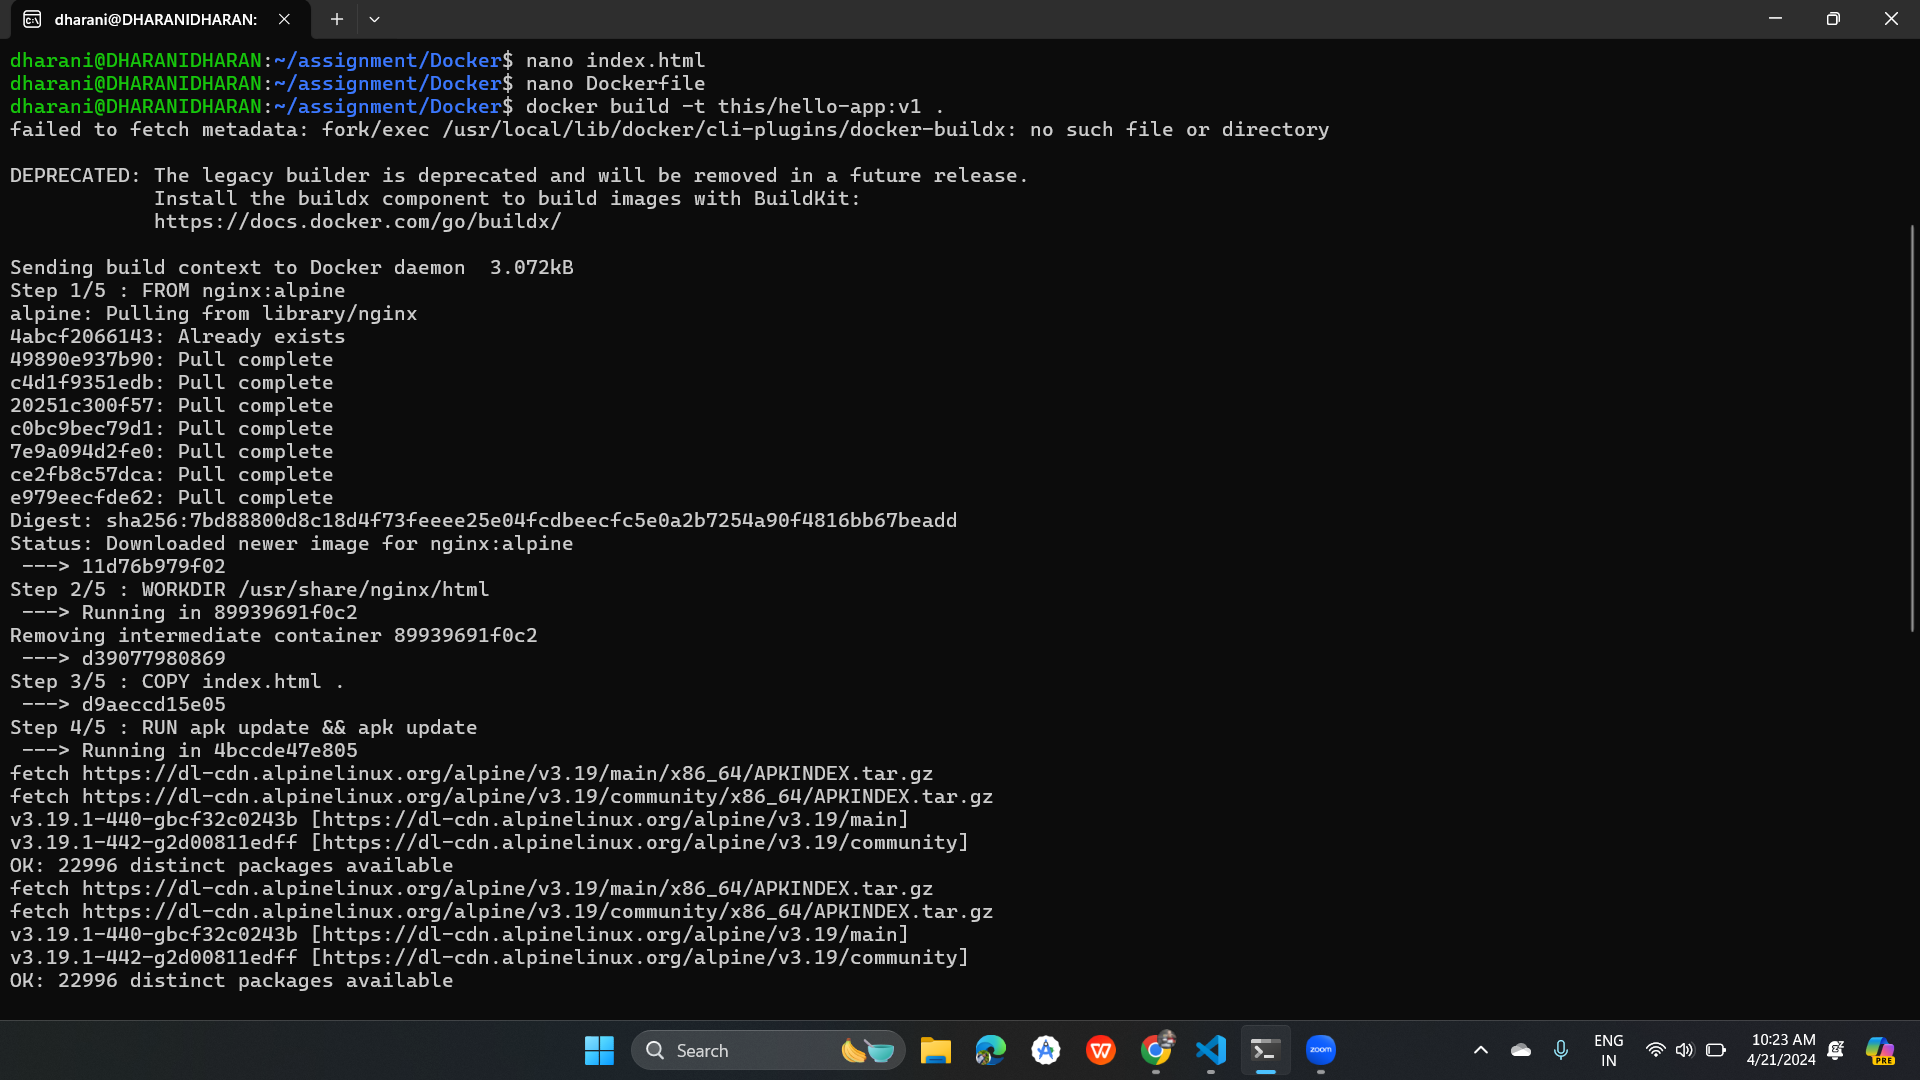 dharani@DHARANIDHARAN:
dharani@DHARANIDHARAN:~/assignment/Docker$ nano index.html
dharani@DHARANIDHARAN:~/assignment/Docker$ nano Dockerfile
dharani@DHARANIDHARAN:~/assignment/Docker$ docker build -t this/hello-app:v1 .
failed to fetch metadata: fork/exec /usr/local/lib/docker/cli-plugins/docker-buildx: no such file or directory
DEPRECATED: The legacy builder is deprecated and will be removed in a future release.
Install the buildx component to build images with BuildKit:
https://docs.docker.com/go/buildx/
Sending build context to Docker daemon  3.072kB
Step 1/5 : FROM nginx:alpine
alpine: Pulling from library/nginx
4abcf2066143: Already exists
49890e937b90: Pull complete
c4d1f9351edb: Pull complete
20251c300f57: Pull complete
c0bc9bec79d1: Pull complete
7e9a094d2fe0: Pull complete
ce2fb8c57dca: Pull complete
e979eecfde62: Pull complete
Digest: sha256:7bd88800d8c18d4f73feeee25e04fcdbeecfc5e0a2b7254a90f4816bb67beadd
Status: Downloaded newer image for nginx:alpine
---> 11d76b979f02
Step 2/5 : WORKDIR /usr/share/nginx/html
---> Running in 89939691f0c2
Removing intermediate container 89939691f0c2
---> d39077980869
Step 3/5 : COPY index.html .
---> d9aeccd15e05
Step 4/5 : RUN apk update && apk update
---> Running in 4bccde47e805
fetch https://dl-cdn.alpinelinux.org/alpine/v3.19/main/x86_64/APKINDEX.tar.gz
fetch https://dl-cdn.alpinelinux.org/alpine/v3.19/community/x86_64/APKINDEX.tar.gz
v3.19.1-440-gbcf32c0243b [https://dl-cdn.alpinelinux.org/alpine/v3.19/main]
v3.19.1-442-g2d00811edff [https://dl-cdn.alpinelinux.org/alpine/v3.19/community]
OK: 22996 distinct packages available
fetch https://dl-cdn.alpinelinux.org/alpine/v3.19/main/x86_64/APKINDEX.tar.gz
fetch https://dl-cdn.alpinelinux.org/alpine/v3.19/community/x86_64/APKINDEX.tar.gz
v3.19.1-440-gbcf32c0243b [https://dl-cdn.alpinelinux.org/alpine/v3.19/main]
v3.19.1-442-g2d00811edff [https://dl-cdn.alpinelinux.org/alpine/v3.19/community]
OK: 22996 distinct packages available
Search
zoom
ENG
IN
10:23 AM
4/21/2024
PRE